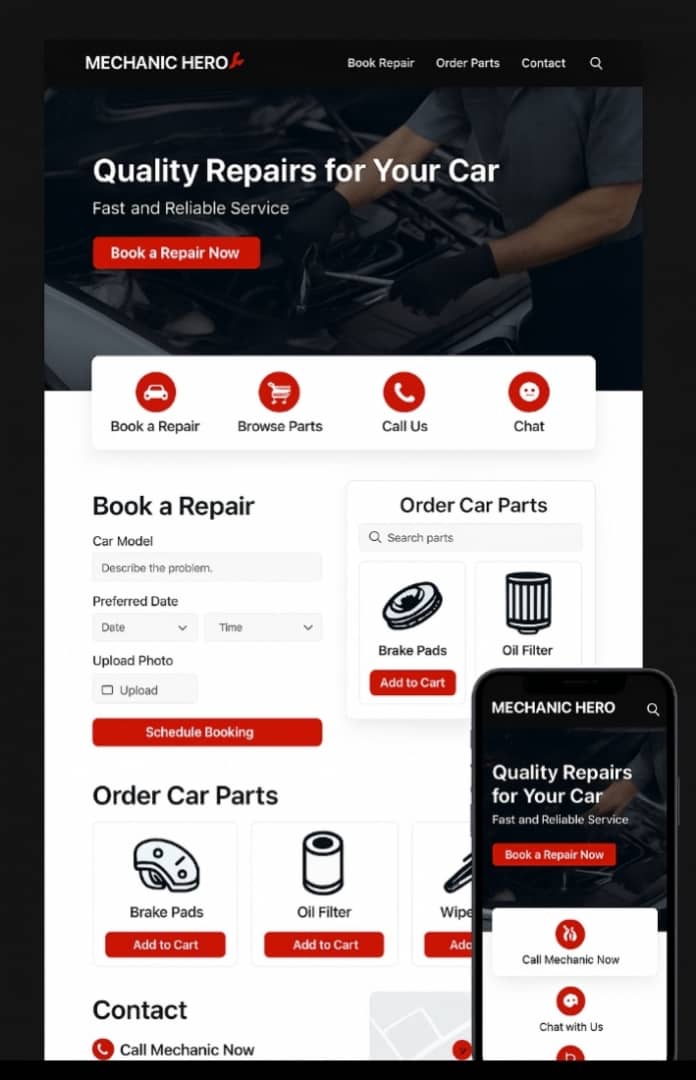 MECHANIC HERO
Book Repair
Order Parts
Contact
Quality Repairs for Your Car
Fast and Reliable Service
Book a Repair Now
Book a Repair
Browse Parts
Call Us
Chat
Book a Repair
Car Model
Describe the problem.
Preferred Date
Date
Time
Upload Photo
Upload
Schedule Booking
Order Car Parts
Search parts
Brake Pads
Oil Filter
Add to Cart
Order Car Parts
Brake Pads
Oil Filter
Wipe
Add to Cart
Add to Cart
Add
Contact
Call Mechanic Now
MECHANIC HERO
Quality Repairs
for Your Car
Fast and Reliable Service
Book a Repair Now
Call Mechanic Now
Chat with Us